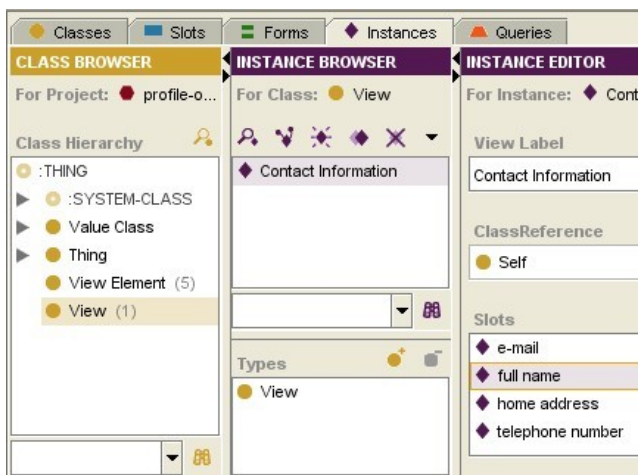 Classes Slots Forms Instances Queries
CLASS BROWSER
For Project: profile-o...
Class Hierarchy
:THING
:SYSTEM-CLASS
Value Class
Thing
View Element (5)
View (1)
INSTANCE BROWSER
For Class: View
Contact Information
Types
View
INSTANCE EDITOR
For Instance: Cont
View Label
Contact Information
ClassReference
Self
Slots
e-mail
full name
home address
telephone number